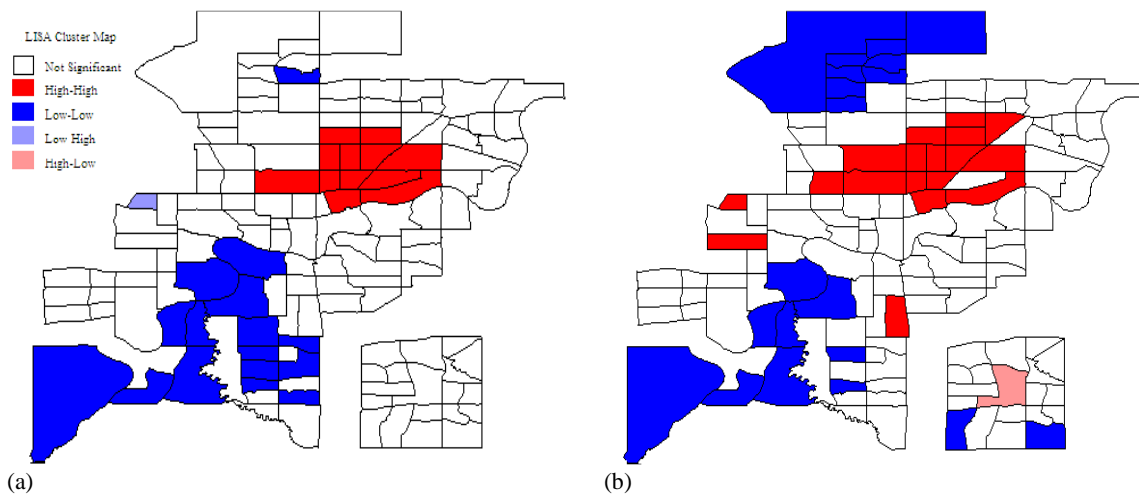 LISA Cluster Map
Not Significant
High-High
Low-Low
Low High
High-Low
(a)
(b)